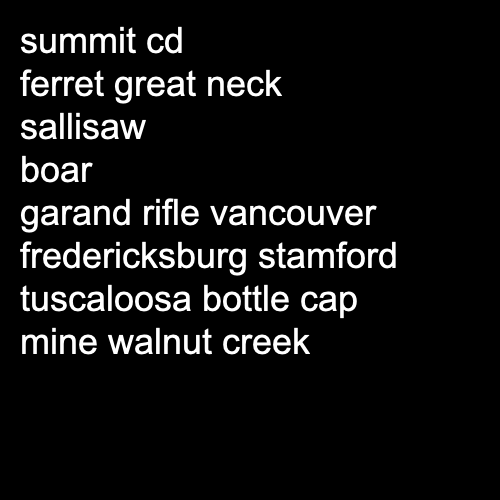 summit cd
ferret great neck
sallisaw
boar
garand rifle vancouver
fredericksburg stamford
tuscaloosa bottle cap
mine walnut creek